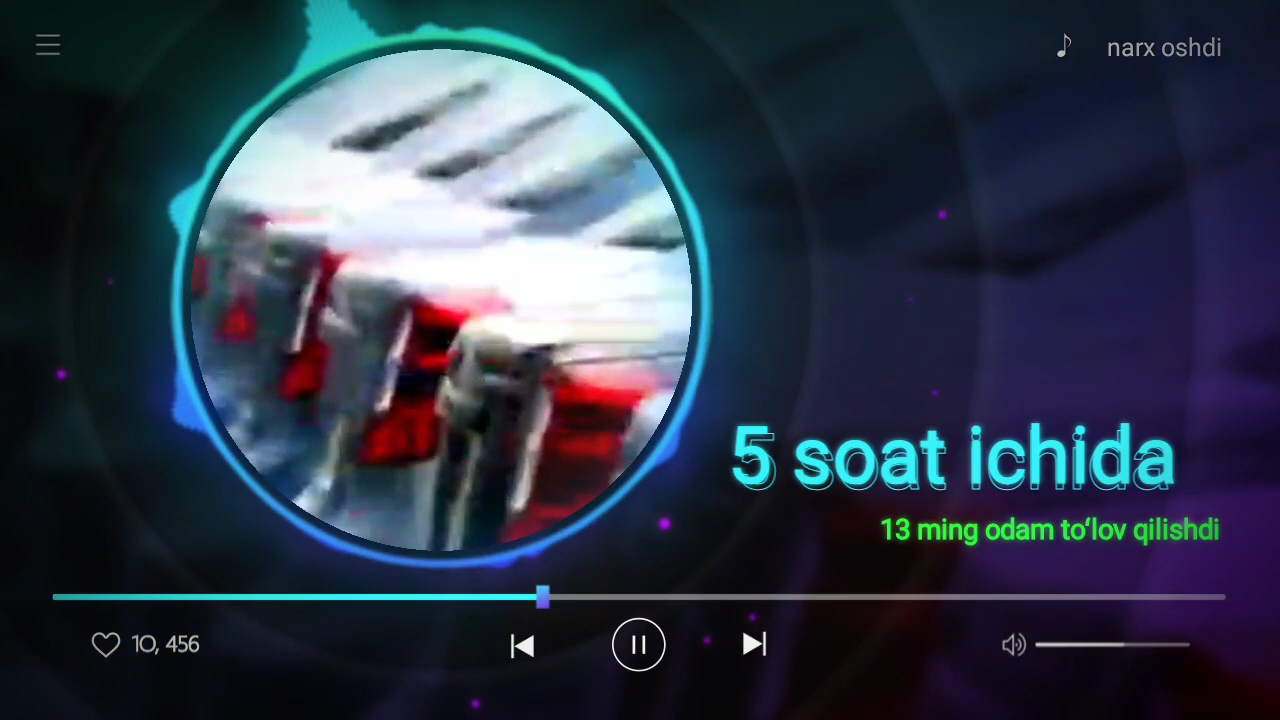 narx oshdi
5 soat ichida
13 ming odam to‘lov qilishdi
10, 456